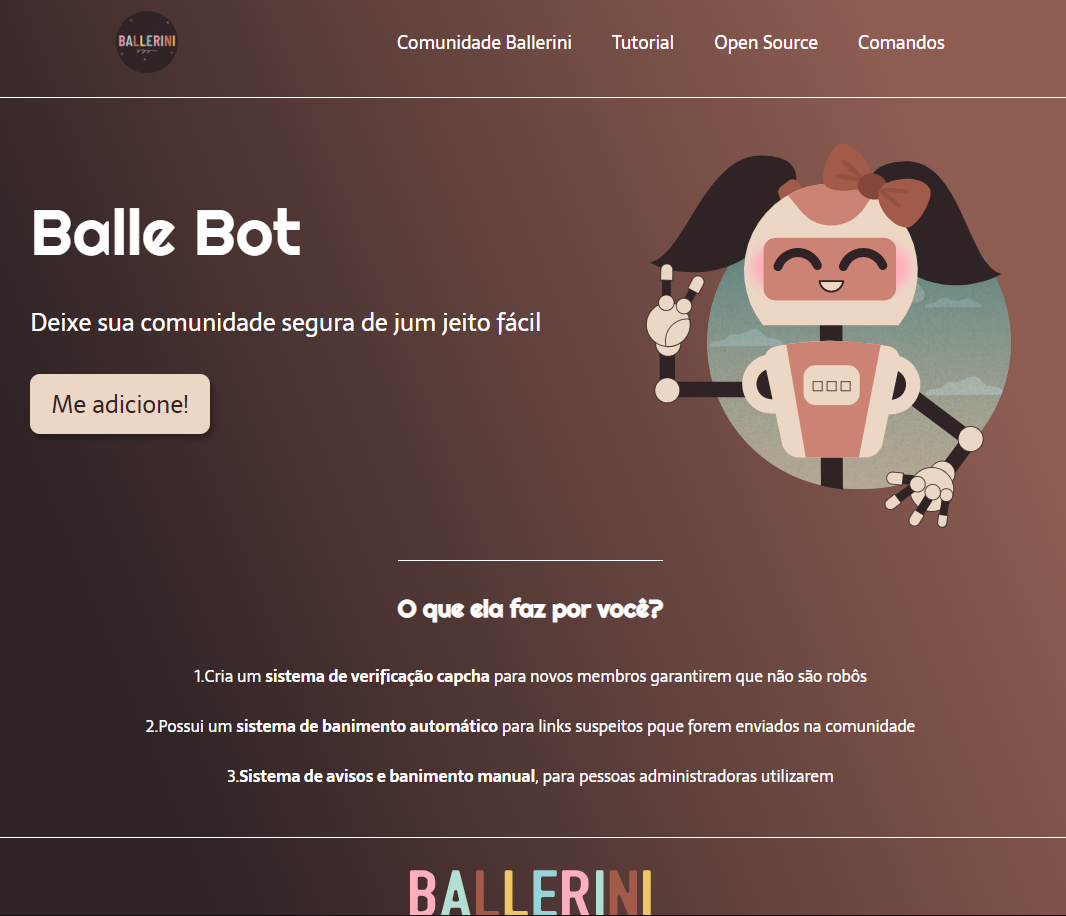 BALLERINI
Comunidade Ballerini Tutorial Open Source Comandos
Balle Bot
Deixe sua comunidade segura de jum jeito fácil
Me adicione!
O que ela faz por você?
1.Cria um sistema de verificação capcha para novos membros garantirem que não são robôs
2.Possui um sistema de banimento automático para links suspeitos pque forem enviados na comunidade
3.Sistema de avisos e banimento manual, para pessoas administradoras utilizarem
BALLERINI